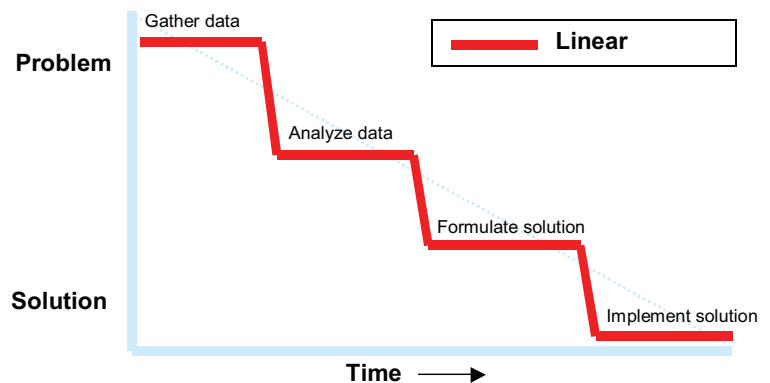 Gather data
Linear
Problem
Analyze data
Formulate solution
Solution
Implement solution
Time